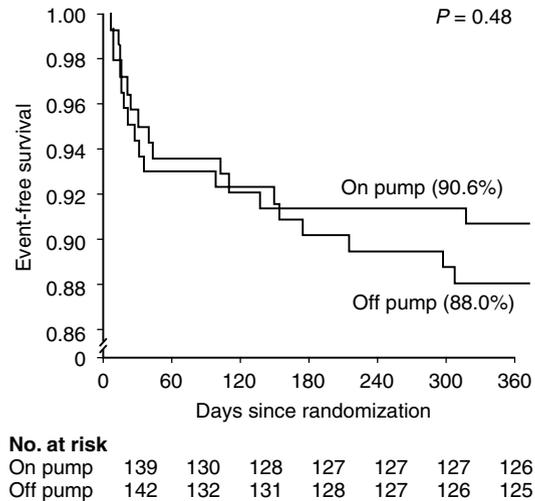 1.00
P = 0.48
0.98
0.96
0.94
0.92
0.90
0.88
0.86
0
Event-free survival
On pump (90.6%)
Off pump (88.0%)
0 60 120 180 240 300 360
Days since randomization
No. at risk
On pump 139 130 128 127 127 127 126
Off pump 142 132 131 128 127 126 125